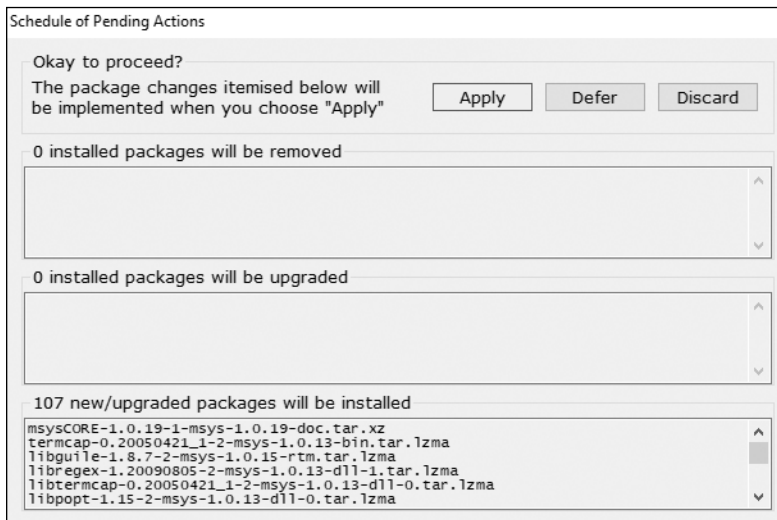 Schedule of Pending Actions
Okay to proceed?
The package changes itemised below will
be implemented when you choose "Apply"
Apply
Defer
Discard
0 installed packages will be removed
0 installed packages will be upgraded
107 new/upgraded packages will be installed
msysCORE-1.0.19-1-msys-1.0.19-doc.tar.xz
termcap-0.20050421_1-2-msys-1.0.13-bin.tar.lzma
libguile-1.8.7-2-msys-1.0.15-rtm.tar.lzma
libregex-1.20090805-2-msys-1.0.13-dll-1.tar.lzma
libtermcap-0.20050421_1-2-msys-1.0.13-dll-0.tar.lzma
libpopt-1.15-2-msys-1.0.13-dll-0.tar.lzma